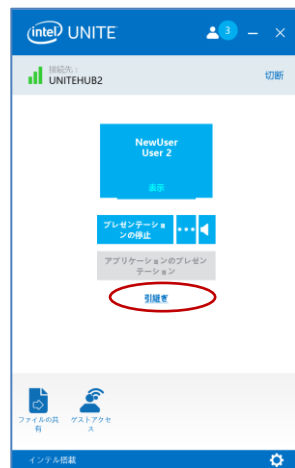 intel UNITE
3
接続先：
UNITEHUB2
切断
NewUser
User 2
表示
プレゼンテーショ
ンの停止
アプリケーションのプレゼン
テーション
引継ぎ
ファイルの共
有
ゲストアクセ
ス
インテル搭載